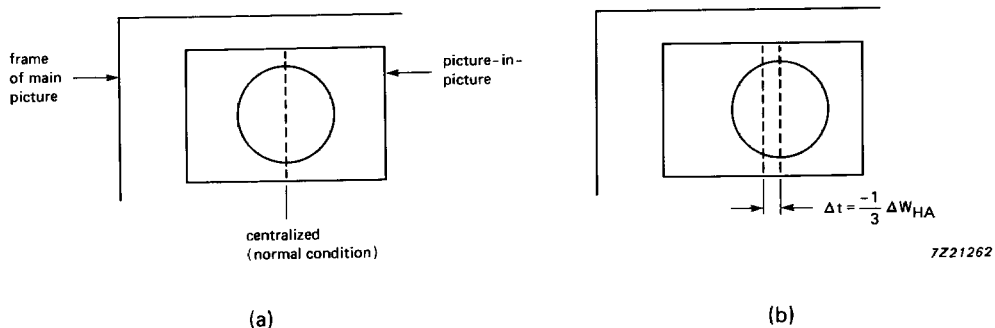 frame
of main
picture
picture-in-
picture
centralized
(normal condition)
Δt = -1/3 ΔW_HA
7Z21262
(a)
(b)